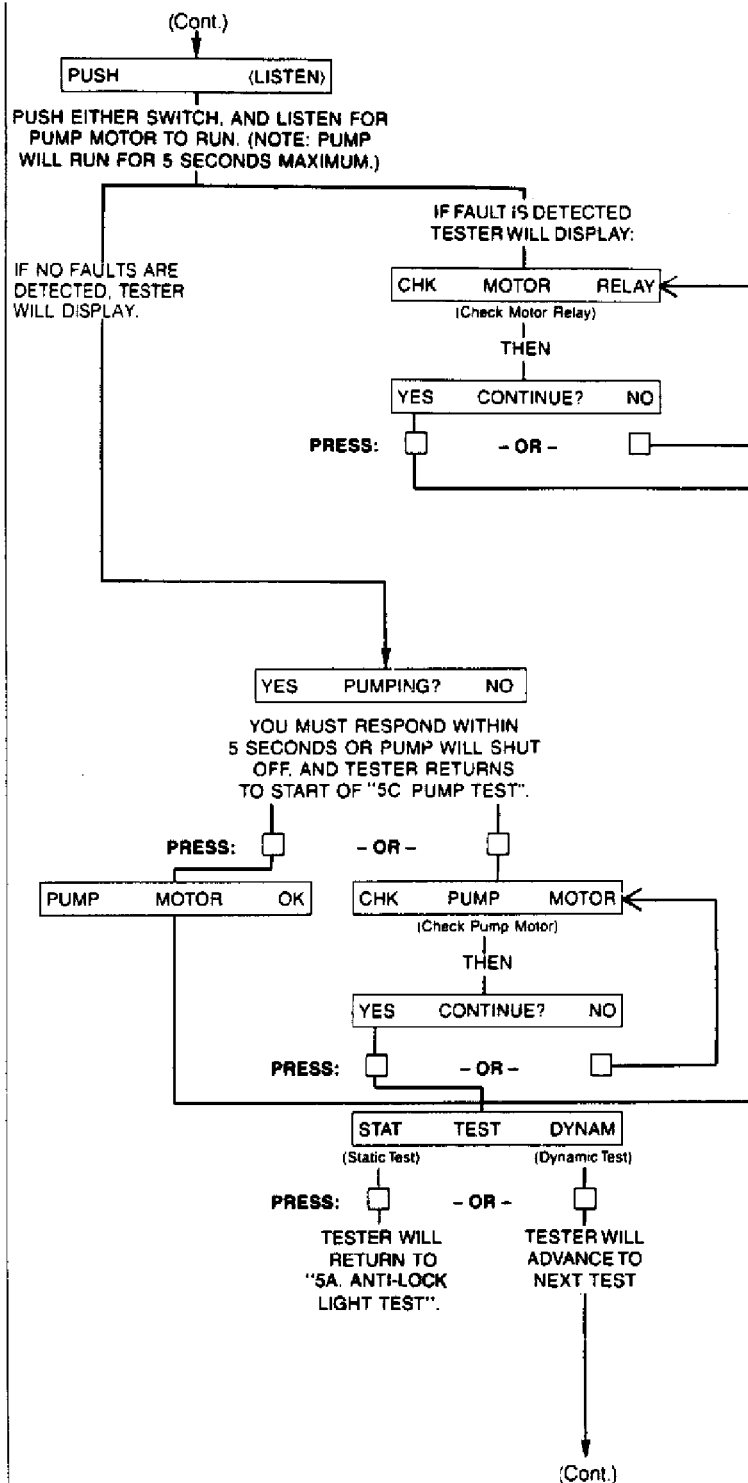 (Cont.)
PUSH ⟨LISTEN⟩
PUSH EITHER SWITCH, AND LISTEN FOR
PUMP MOTOR TO RUN. (NOTE: PUMP
WILL RUN FOR 5 SECONDS MAXIMUM.)
IF FAULT IS DETECTED
TESTER WILL DISPLAY:
IF NO FAULTS ARE
DETECTED, TESTER
WILL DISPLAY.
CHK MOTOR RELAY
(Check Motor Relay)
THEN
YES CONTINUE? NO
PRESS: – OR –
YES PUMPING? NO
YOU MUST RESPOND WITHIN
5 SECONDS OR PUMP WILL SHUT
OFF, AND TESTER RETURNS
TO START OF "5C PUMP TEST".
PRESS: – OR –
PUMP MOTOR OK
CHK PUMP MOTOR
(Check Pump Motor)
THEN
YES CONTINUE? NO
PRESS: – OR –
STAT TEST DYNAM
(Static Test) (Dynamic Test)
PRESS: – OR –
TESTER WILL
RETURN TO
"5A. ANTI-LOCK
LIGHT TEST".
TESTER WILL
ADVANCE TO
NEXT TEST
(Cont.)